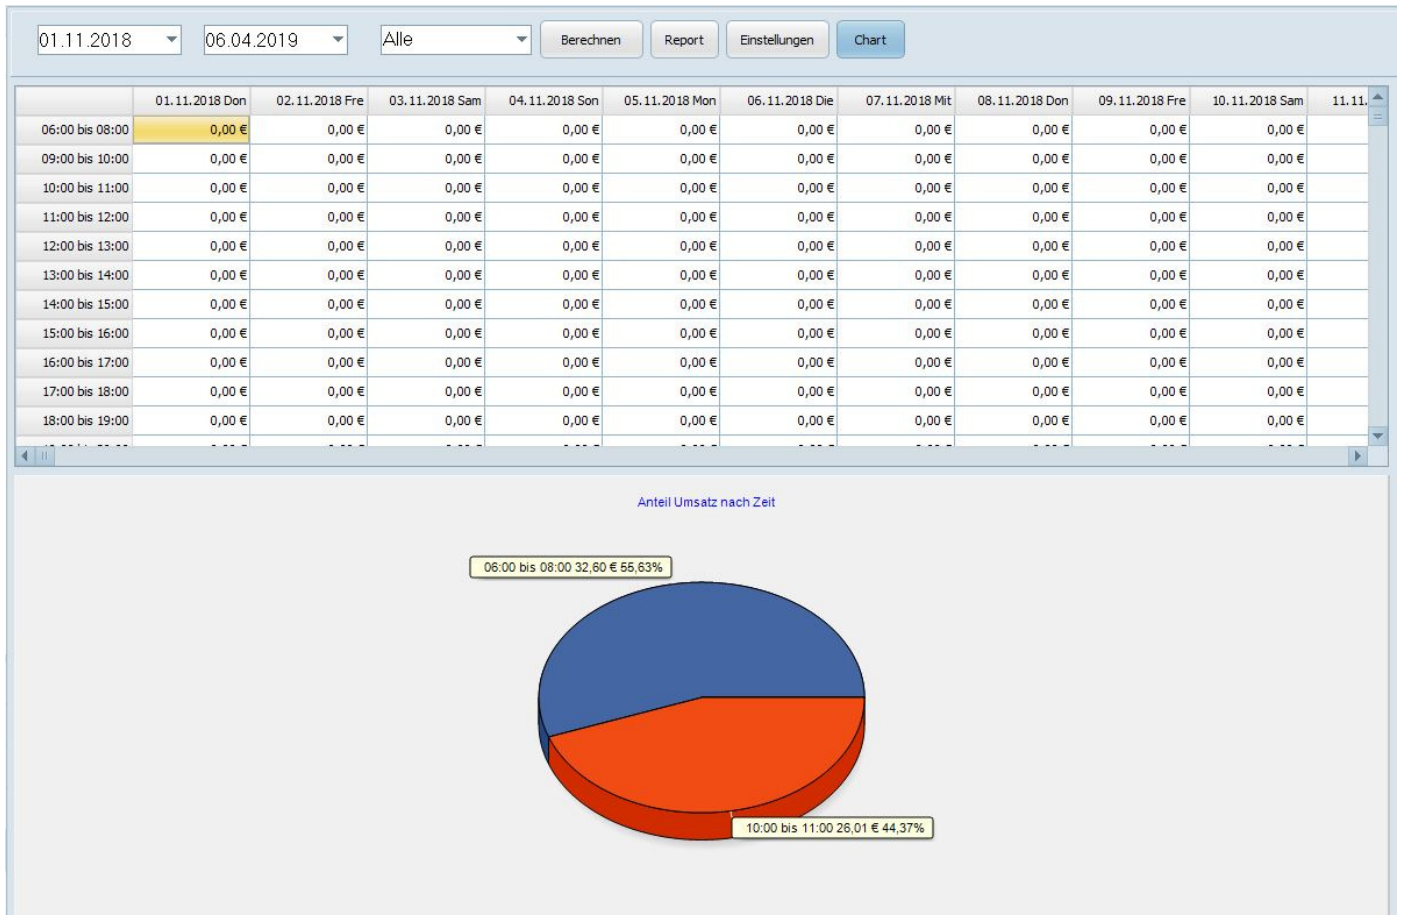 01.11.2018 06.04.2019 Alle Berechnen Report Einstellungen Chart
01.11.2018 Don 02.11.2018 Fre 03.11.2018 Sam 04.11.2018 Son 05.11.2018 Mon 06.11.2018 Die 07.11.2018 Mit 08.11.2018 Don 09.11.2018 Fre 10.11.2018 Sam 11.11.
06:00 bis 08:00 0,00 € 0,00 € 0,00 € 0,00 € 0,00 € 0,00 € 0,00 € 0,00 € 0,00 € 0,00 €
09:00 bis 10:00 0,00 € 0,00 € 0,00 € 0,00 € 0,00 € 0,00 € 0,00 € 0,00 € 0,00 € 0,00 €
10:00 bis 11:00 0,00 € 0,00 € 0,00 € 0,00 € 0,00 € 0,00 € 0,00 € 0,00 € 0,00 € 0,00 €
11:00 bis 12:00 0,00 € 0,00 € 0,00 € 0,00 € 0,00 € 0,00 € 0,00 € 0,00 € 0,00 € 0,00 €
12:00 bis 13:00 0,00 € 0,00 € 0,00 € 0,00 € 0,00 € 0,00 € 0,00 € 0,00 € 0,00 € 0,00 €
13:00 bis 14:00 0,00 € 0,00 € 0,00 € 0,00 € 0,00 € 0,00 € 0,00 € 0,00 € 0,00 € 0,00 €
14:00 bis 15:00 0,00 € 0,00 € 0,00 € 0,00 € 0,00 € 0,00 € 0,00 € 0,00 € 0,00 € 0,00 €
15:00 bis 16:00 0,00 € 0,00 € 0,00 € 0,00 € 0,00 € 0,00 € 0,00 € 0,00 € 0,00 € 0,00 €
16:00 bis 17:00 0,00 € 0,00 € 0,00 € 0,00 € 0,00 € 0,00 € 0,00 € 0,00 € 0,00 € 0,00 €
17:00 bis 18:00 0,00 € 0,00 € 0,00 € 0,00 € 0,00 € 0,00 € 0,00 € 0,00 € 0,00 € 0,00 €
18:00 bis 19:00 0,00 € 0,00 € 0,00 € 0,00 € 0,00 € 0,00 € 0,00 € 0,00 € 0,00 € 0,00 €
Anteil Umsatz nach Zeit
06:00 bis 08:00 32,60 € 55,63%
10:00 bis 11:00 26,01 € 44,37%